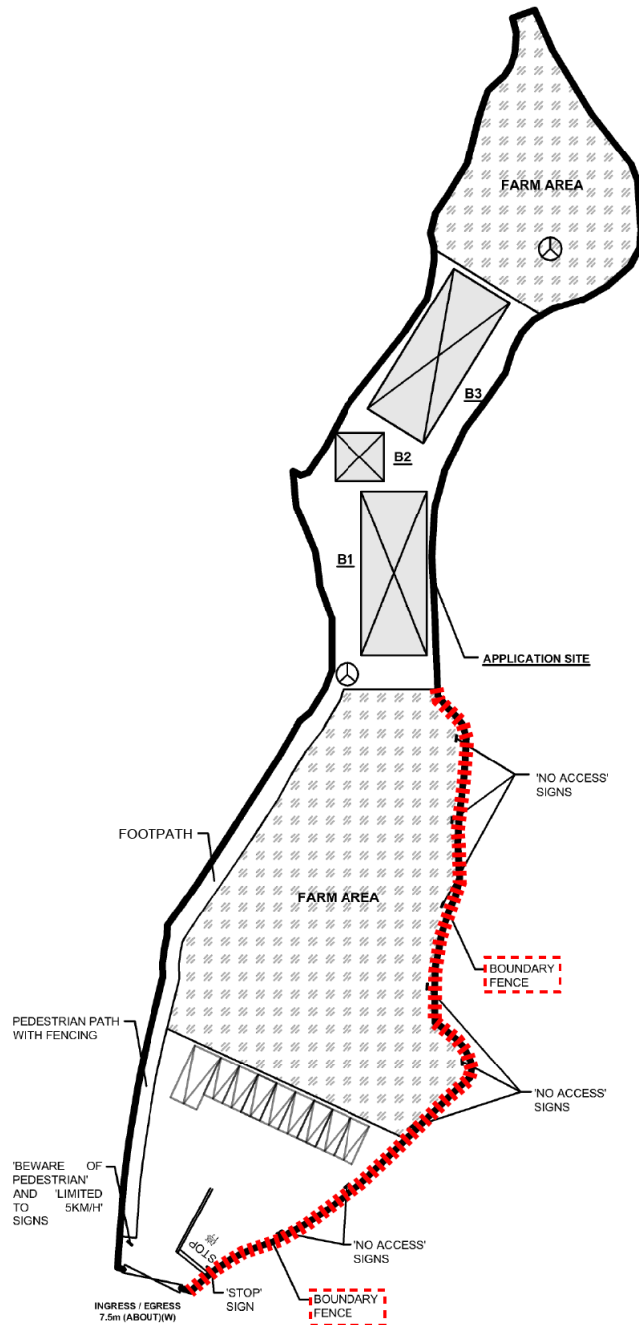 FARM AREA
B3
B2
B1
APPLICATION SITE
'NO ACCESS'
SIGNS
FOOTPATH
FARM AREA
BOUNDARY
FENCE
PEDESTRIAN PATH
WITH FENCING
'NO ACCESS'
SIGNS
'BEWARE OF
PEDESTRIAN'
AND 'LIMITED
TO 5KM/H'
SIGNS
STOP
停
'NO ACCESS'
SIGNS
'STOP'
SIGN
BOUNDARY
FENCE
INGRESS / EGRESS
7.5m (ABOUT)(W)